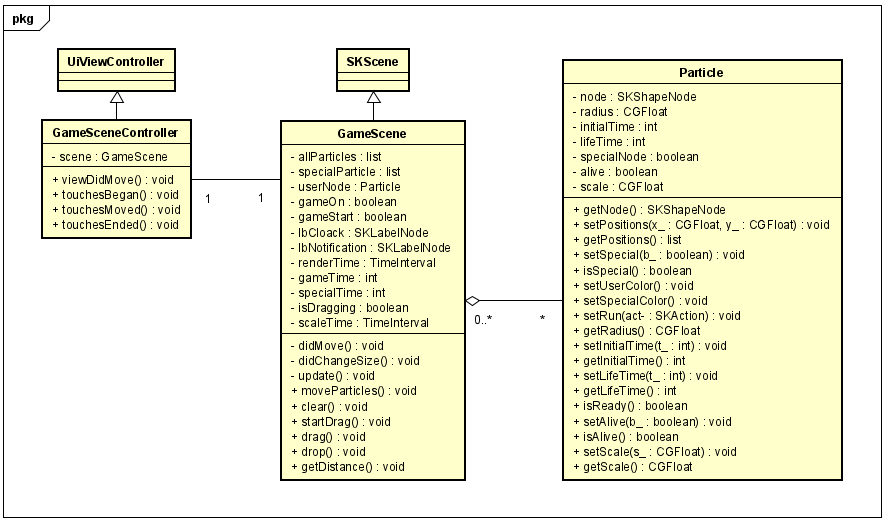 pkg
UiViewController
GameSceneController
- scene : GameScene
+ viewDidMove() : void
+ touchesBegan() : void
+ touchesMoved() : void
+ touchesEnded() : void
1
1
SKScene
GameScene
- allParticles : list
- specialParticle : list
- userNode : Particle
- gameOn : boolean
- gameStart : boolean
- lbCloack : SKLabelNode
- lbNotification : SKLabelNode
- renderTime : TimeInterval
- gameTime : int
- specialTime : int
- isDragging : boolean
- scaleTime : TimeInterval
- didMove() : void
- didChangeSize() : void
- update() : void
+ moveParticles() : void
+ clear() : void
+ startDrag() : void
+ drag() : void
+ drop() : void
+ getDistance() : void
0..*
*
Particle
- node : SKShapeNode
- radius : CGFloat
- initialTime : int
- lifeTime : int
- specialNode : boolean
- alive : boolean
- scale : CGFloat
+ getNode() : SKShapeNode
+ setPositions(x_ : CGFloat, y_ : CGFloat) : void
+ getPositions() : list
+ setSpecial(b_ : boolean) : void
+ isSpecial() : boolean
+ setUserColor() : void
+ setSpecialColor() : void
+ setRun(act- : SKAction) : void
+ getRadius() : CGFloat
+ setInitialTime(t_ : int) : void
+ getInitialTime() : int
+ setLifeTime(t_ : int) : void
+ getLifeTime() : int
+ isReady() : boolean
+ setAlive(b_ : boolean) : void
+ isAlive() : boolean
+ setScale(s_ : CGFloat) : void
+ getScale() : CGFloat